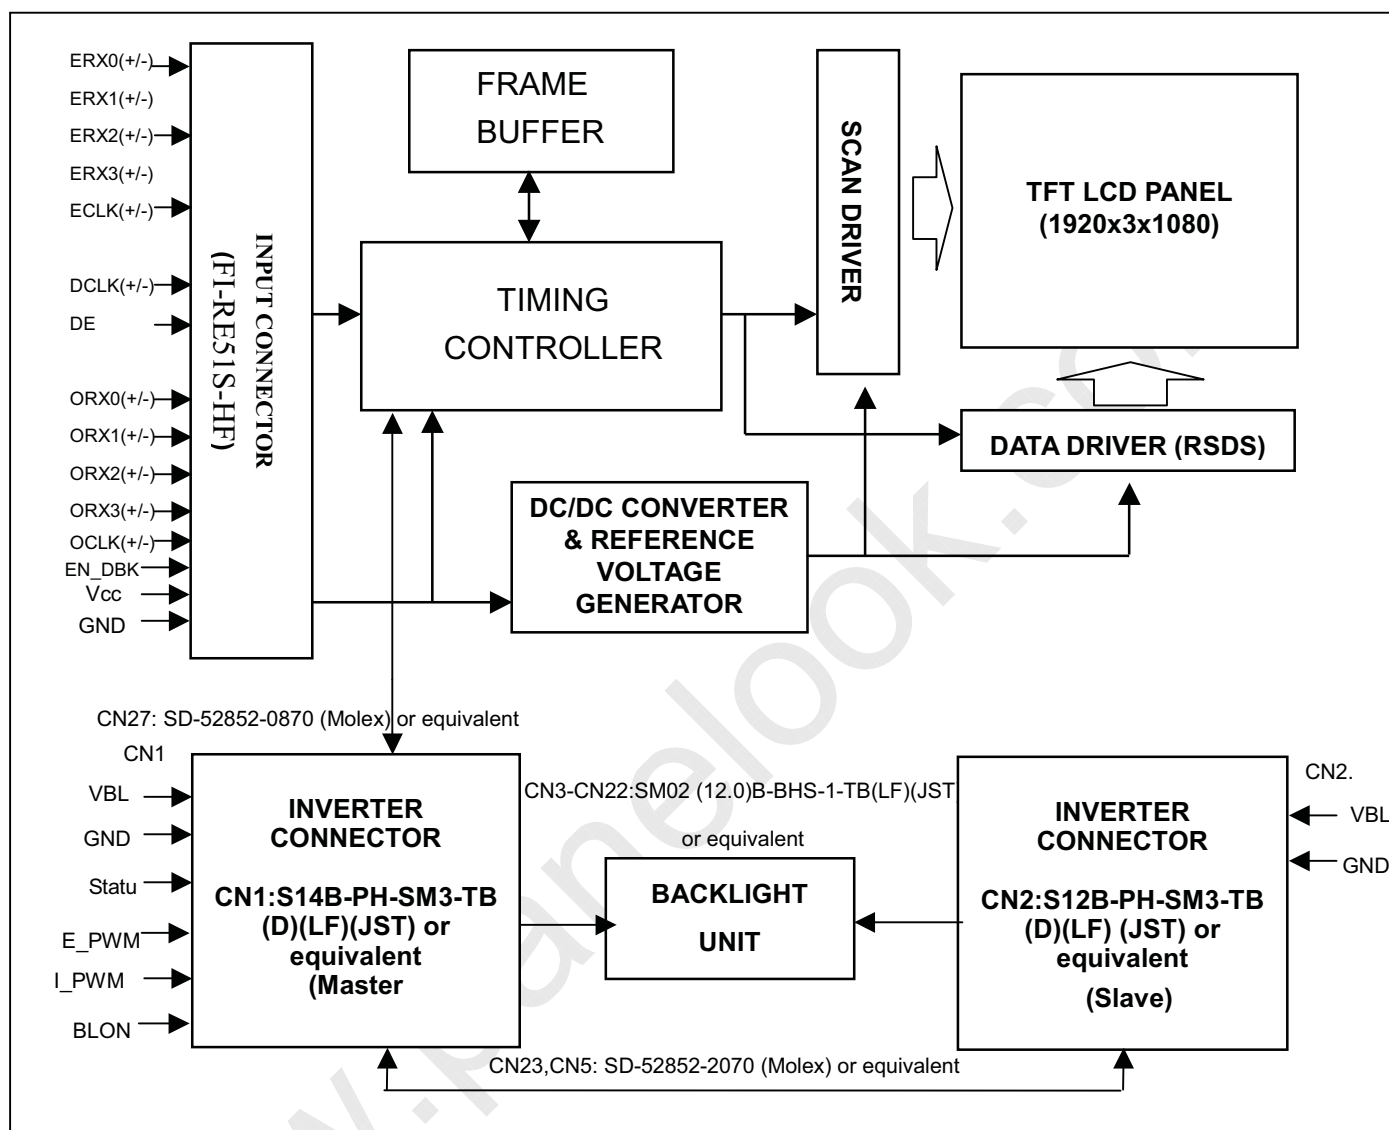 ERX0(+/-)
ERX1(+/-)
ERX2(+/-)
ERX3(+/-)
ECLK(+/-)
DCLK(+/-)
DE
ORX0(+/-)
ORX1(+/-)
ORX2(+/-)
ORX3(+/-)
OCLK(+/-)
EN_DBK
Vcc
GND
INPUT CONNECTOR
(FI-RE51S-HF)
FRAME
BUFFER
TIMING
CONTROLLER
SCAN DRIVER
TFT LCD PANEL
(1920x3x1080)
DATA DRIVER (RSDS)
DC/DC CONVERTER
& REFERENCE
VOLTAGE
GENERATOR
CN27: SD-52852-0870 (Molex) or equivalent
CN1
VBL
GND
Statu
E_PWM
I_PWM
BLON
INVERTER
CONNECTOR
CN1:S14B-PH-SM3-TB
(D)(LF)(JST) or
equivalent
(Master
CN3-CN22:SM02 (12.0)B-BHS-1-TB(LF)(JST
or equivalent
BACKLIGHT
UNIT
INVERTER
CONNECTOR
CN2:S12B-PH-SM3-TB
(D)(LF) (JST) or
equivalent
(Slave)
CN2.
VBL
GND
CN23,CN5: SD-52852-2070 (Molex) or equivalent
w.panelook.co